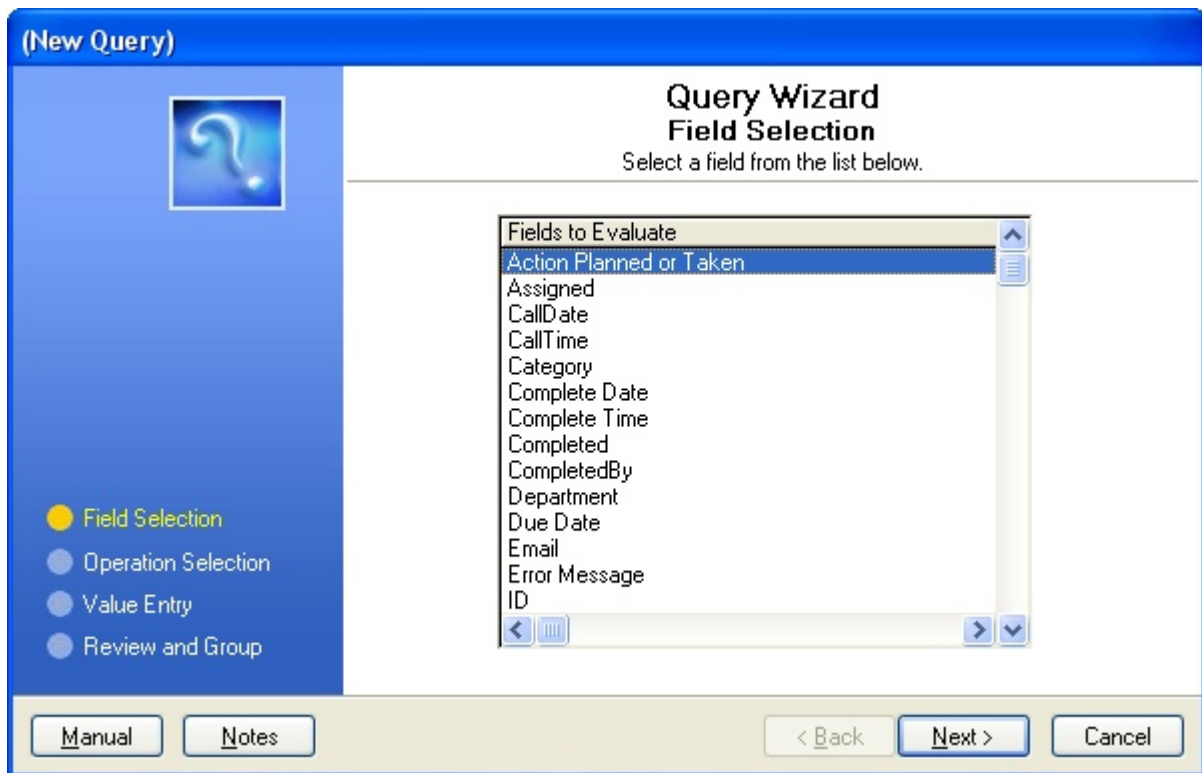 (New Query)
Query Wizard
Field Selection
Select a field from the list below.
Fields to Evaluate
Action Planned or Taken
Assigned
CallDate
CallTime
Category
Complete Date
Complete Time
Completed
CompletedBy
Department
Due Date
Email
Error Message
ID
Field Selection
Operation Selection
Value Entry
Review and Group
Manual
Notes
< Back
Next >
Cancel